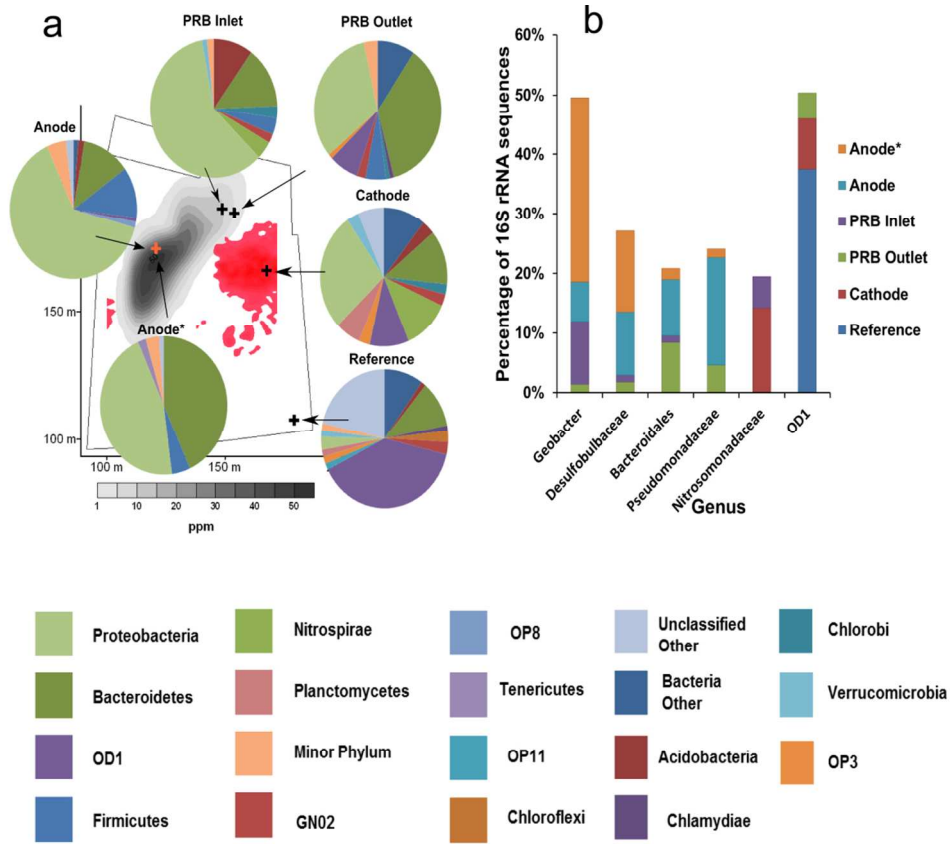 a
PRB Inlet
PRB Outlet
Anode
Cathode
Anode*
Reference
150 m
100 m
100 m
150 m
1
10
20
30
40
50
ppm
b
Percentage of 16S rRNA sequences
60%
50%
40%
30%
20%
10%
0%
Geobacter
Desulfobulbaceae
Bacteroidales
Pseudomonadaceae
Nitrosomonadaceae
OD1
Genus
Anode*
Anode
PRB Inlet
PRB Outlet
Cathode
Reference
Proteobacteria
Nitrospirae
OP8
Unclassified
Other
Chlorobi
Bacteroidetes
Planctomycetes
Tenericutes
Bacteria
Other
Verrucomicrobia
OD1
Minor Phylum
OP11
Acidobacteria
OP3
Firmicutes
GN02
Chloroflexi
Chlamydiae